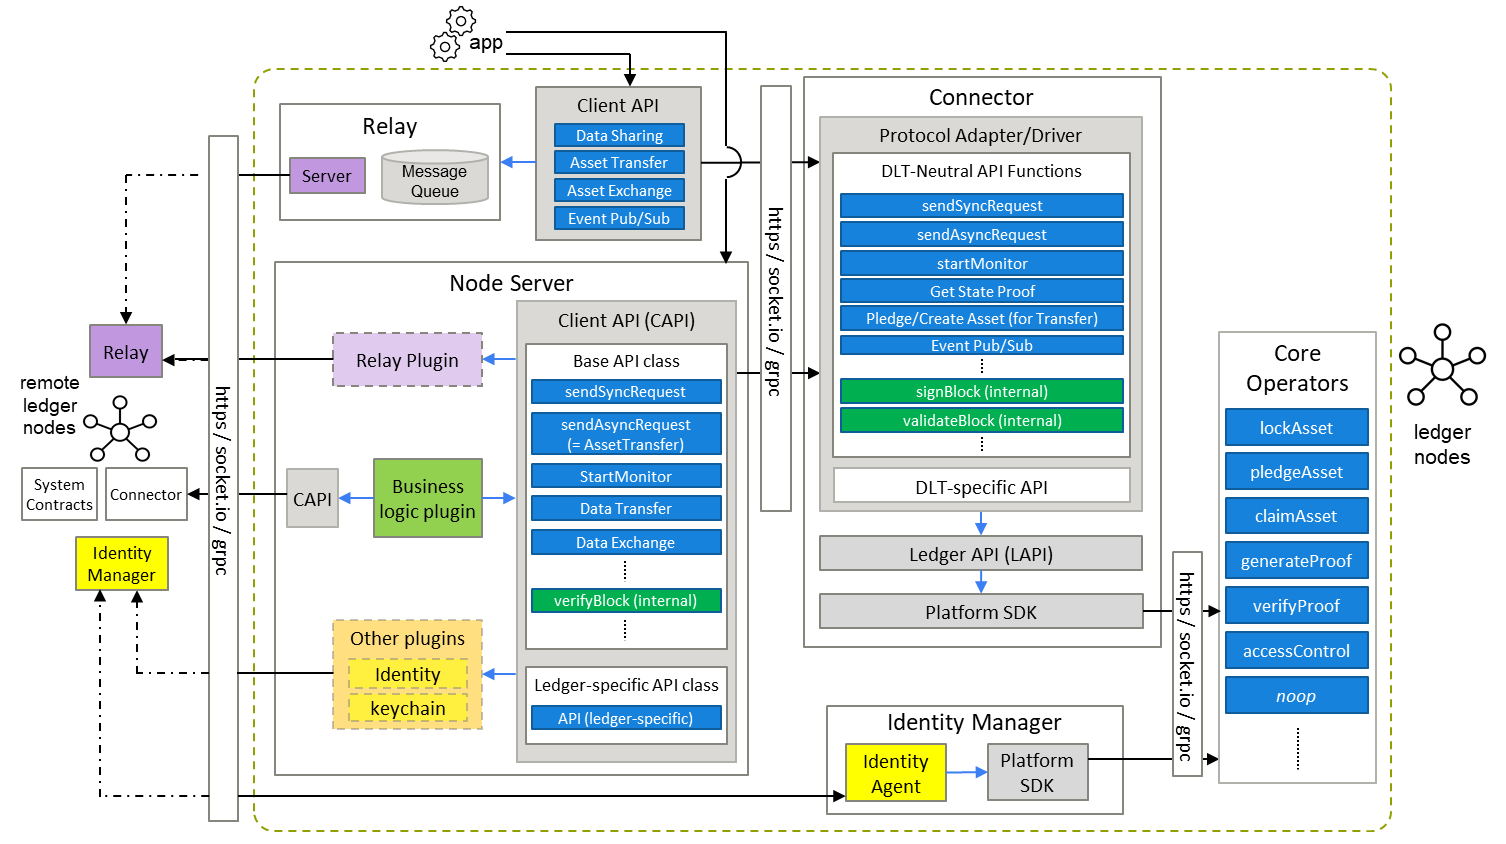 app
Relay
Server
Message
Queue
Client API
Data Sharing
Asset Transfer
Asset Exchange
Event Pub/Sub
https / socket.io / grpc
Connector
Protocol Adapter/Driver
DLT-Neutral API Functions
sendSyncRequest
sendAsyncRequest
startMonitor
Get State Proof
Pledge/Create Asset (for Transfer)
Event Pub/Sub
signBlock (internal)
validateBlock (internal)
DLT-specific API
Ledger API (LAPI)
Platform SDK
Node Server
Relay Plugin
CAPI
Business
logic plugin
Other plugins
Identity
keychain
Client API (CAPI)
Base API class
sendSyncRequest
sendAsyncRequest
(= AssetTransfer)
StartMonitor
Data Transfer
Data Exchange
verifyBlock (internal)
Ledger-specific API class
API (ledger-specific)
https / socket.io / grpc
Relay
remote
ledger
nodes
System
Contracts
Connector
Identity
Manager
Identity Manager
Identity
Agent
Platform
SDK
https / socket.io / grpc
Core
Operators
lockAsset
pledgeAsset
claimAsset
generateProof
verifyProof
accessControl
noop
ledger
nodes